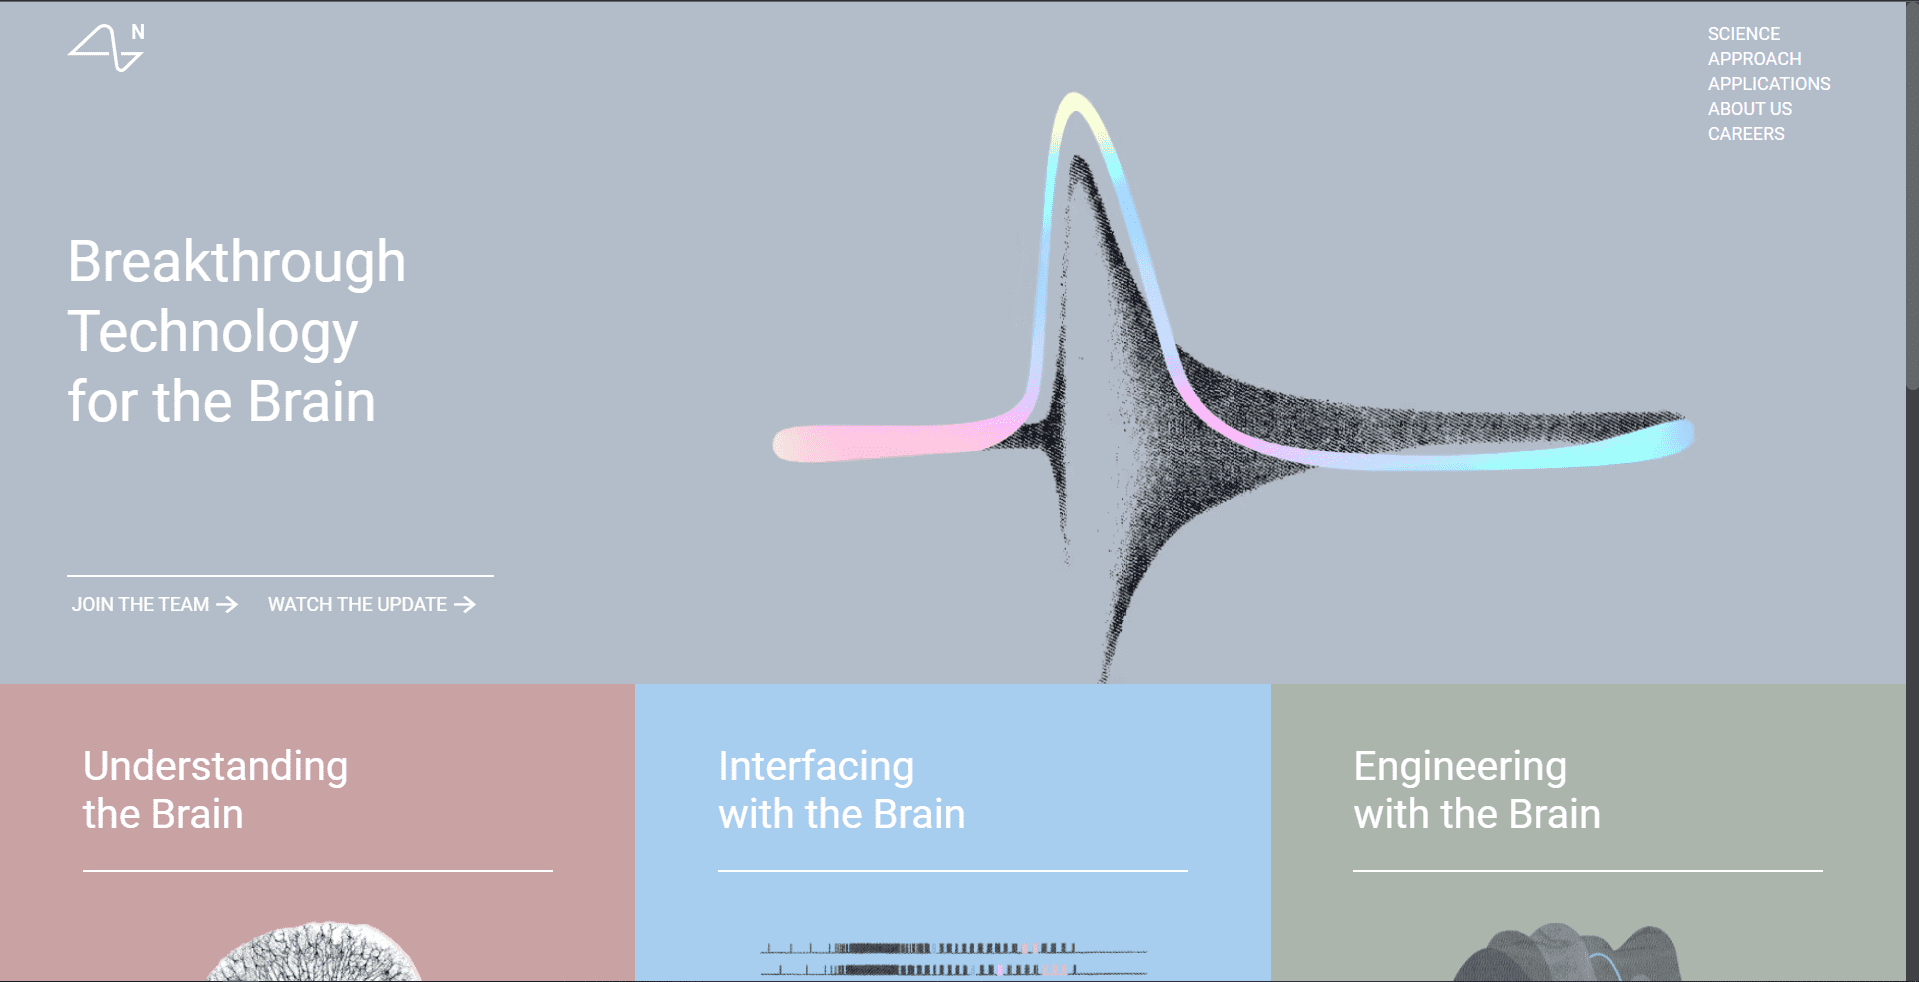 N
SCIENCE
APPROACH
APPLICATIONS
ABOUT US
CAREERS
Breakthrough
Technology
for the Brain
JOIN THE TEAM
WATCH THE UPDATE
Understanding
the Brain
Interfacing
with the Brain
Engineering
with the Brain